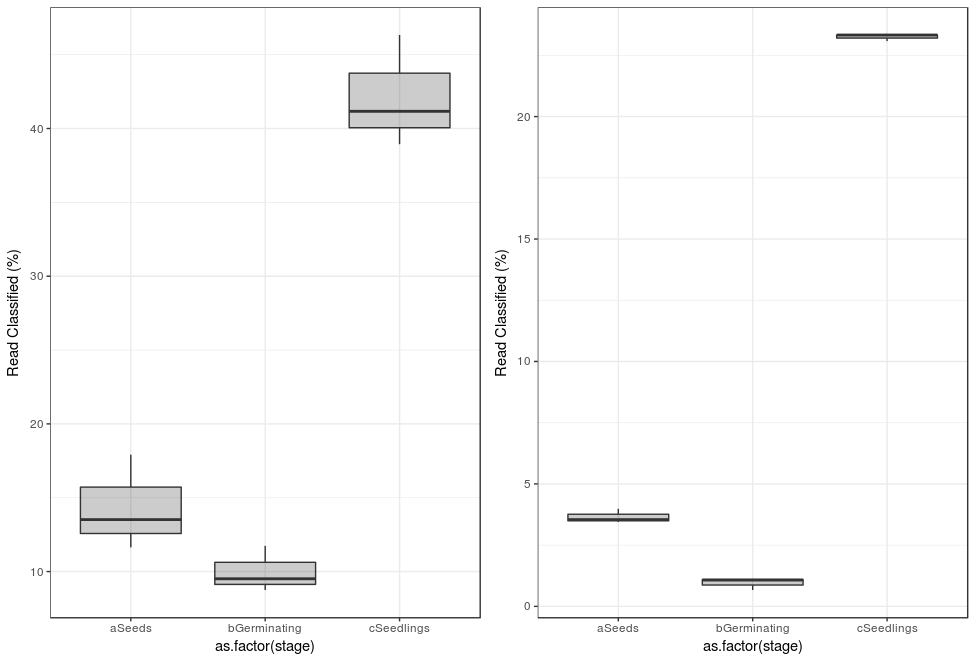 Read Classified (%)
40
30
20
10
aSeeds bGerminating cSeedlings
as.factor(stage)
Read Classified (%)
20
15
10
5
0
aSeeds bGerminating cSeedlings
as.factor(stage)